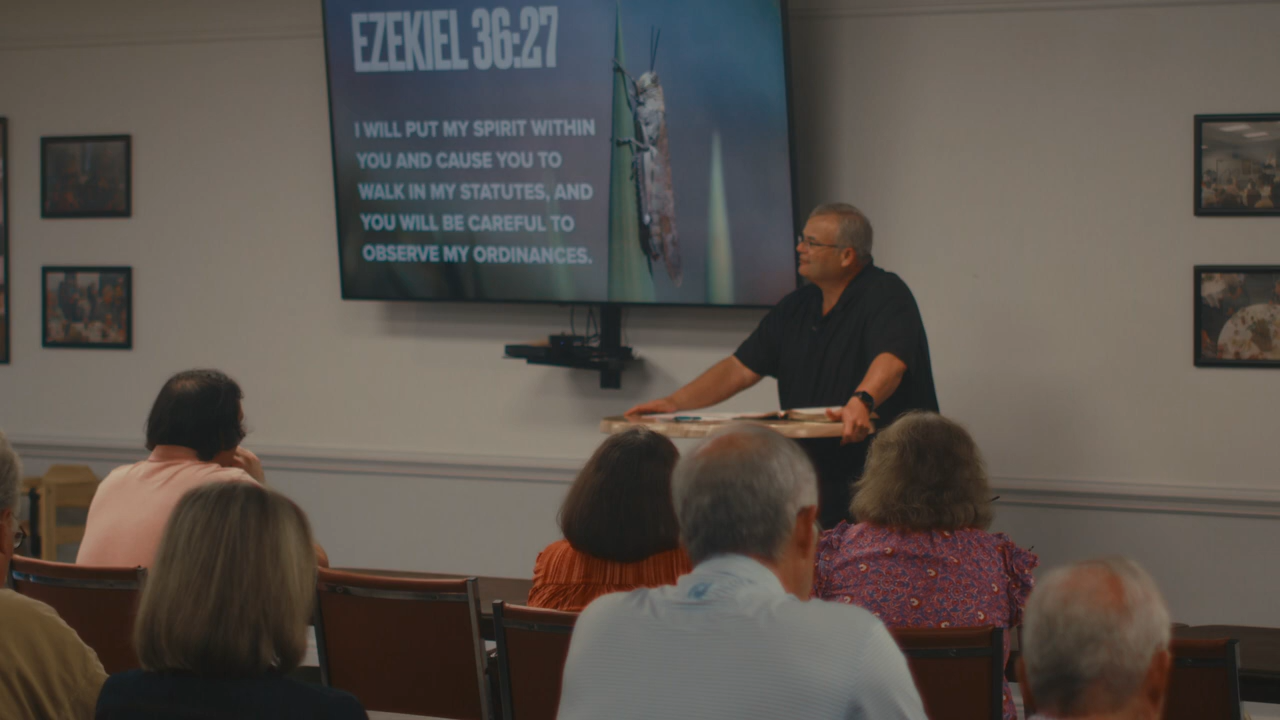 EZEKIEL 36:27
I WILL PUT MY SPIRIT WITHIN
YOU AND CAUSE YOU TO
WALK IN MY STATUTES, AND
YOU WILL BE CAREFUL TO
OBSERVE MY ORDINANCES.